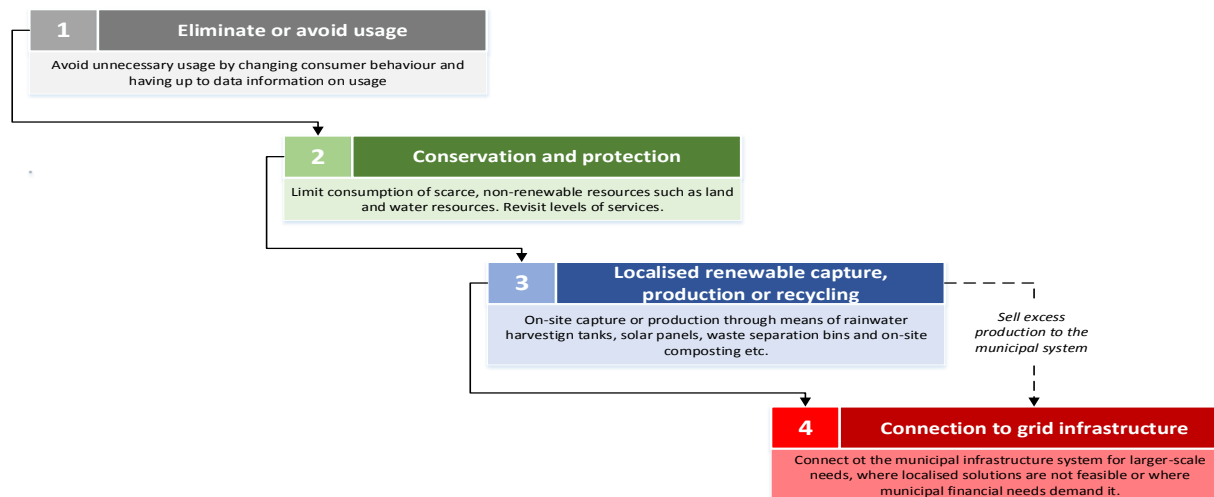 1
Eliminate or avoid usage
Avoid unnecessary usage by changing consumer behaviour and
having up to data information on usage
2
Conservation and protection
Limit consumption of scarce, non-renewable resources such as land
and water resources. Revisit levels of services.
3
Localised renewable capture,
production or recycling
On-site capture or production through means of rainwater
harvestign tanks, solar panels, waste separation bins and on-site
composting etc.
Sell excess
production to the
municipal system
4
Connection to grid infrastructure
Connect ot the municipal infrastructure system for larger-scale
needs, where localised solutions are not feasible or where
municipal financial needs demand it.